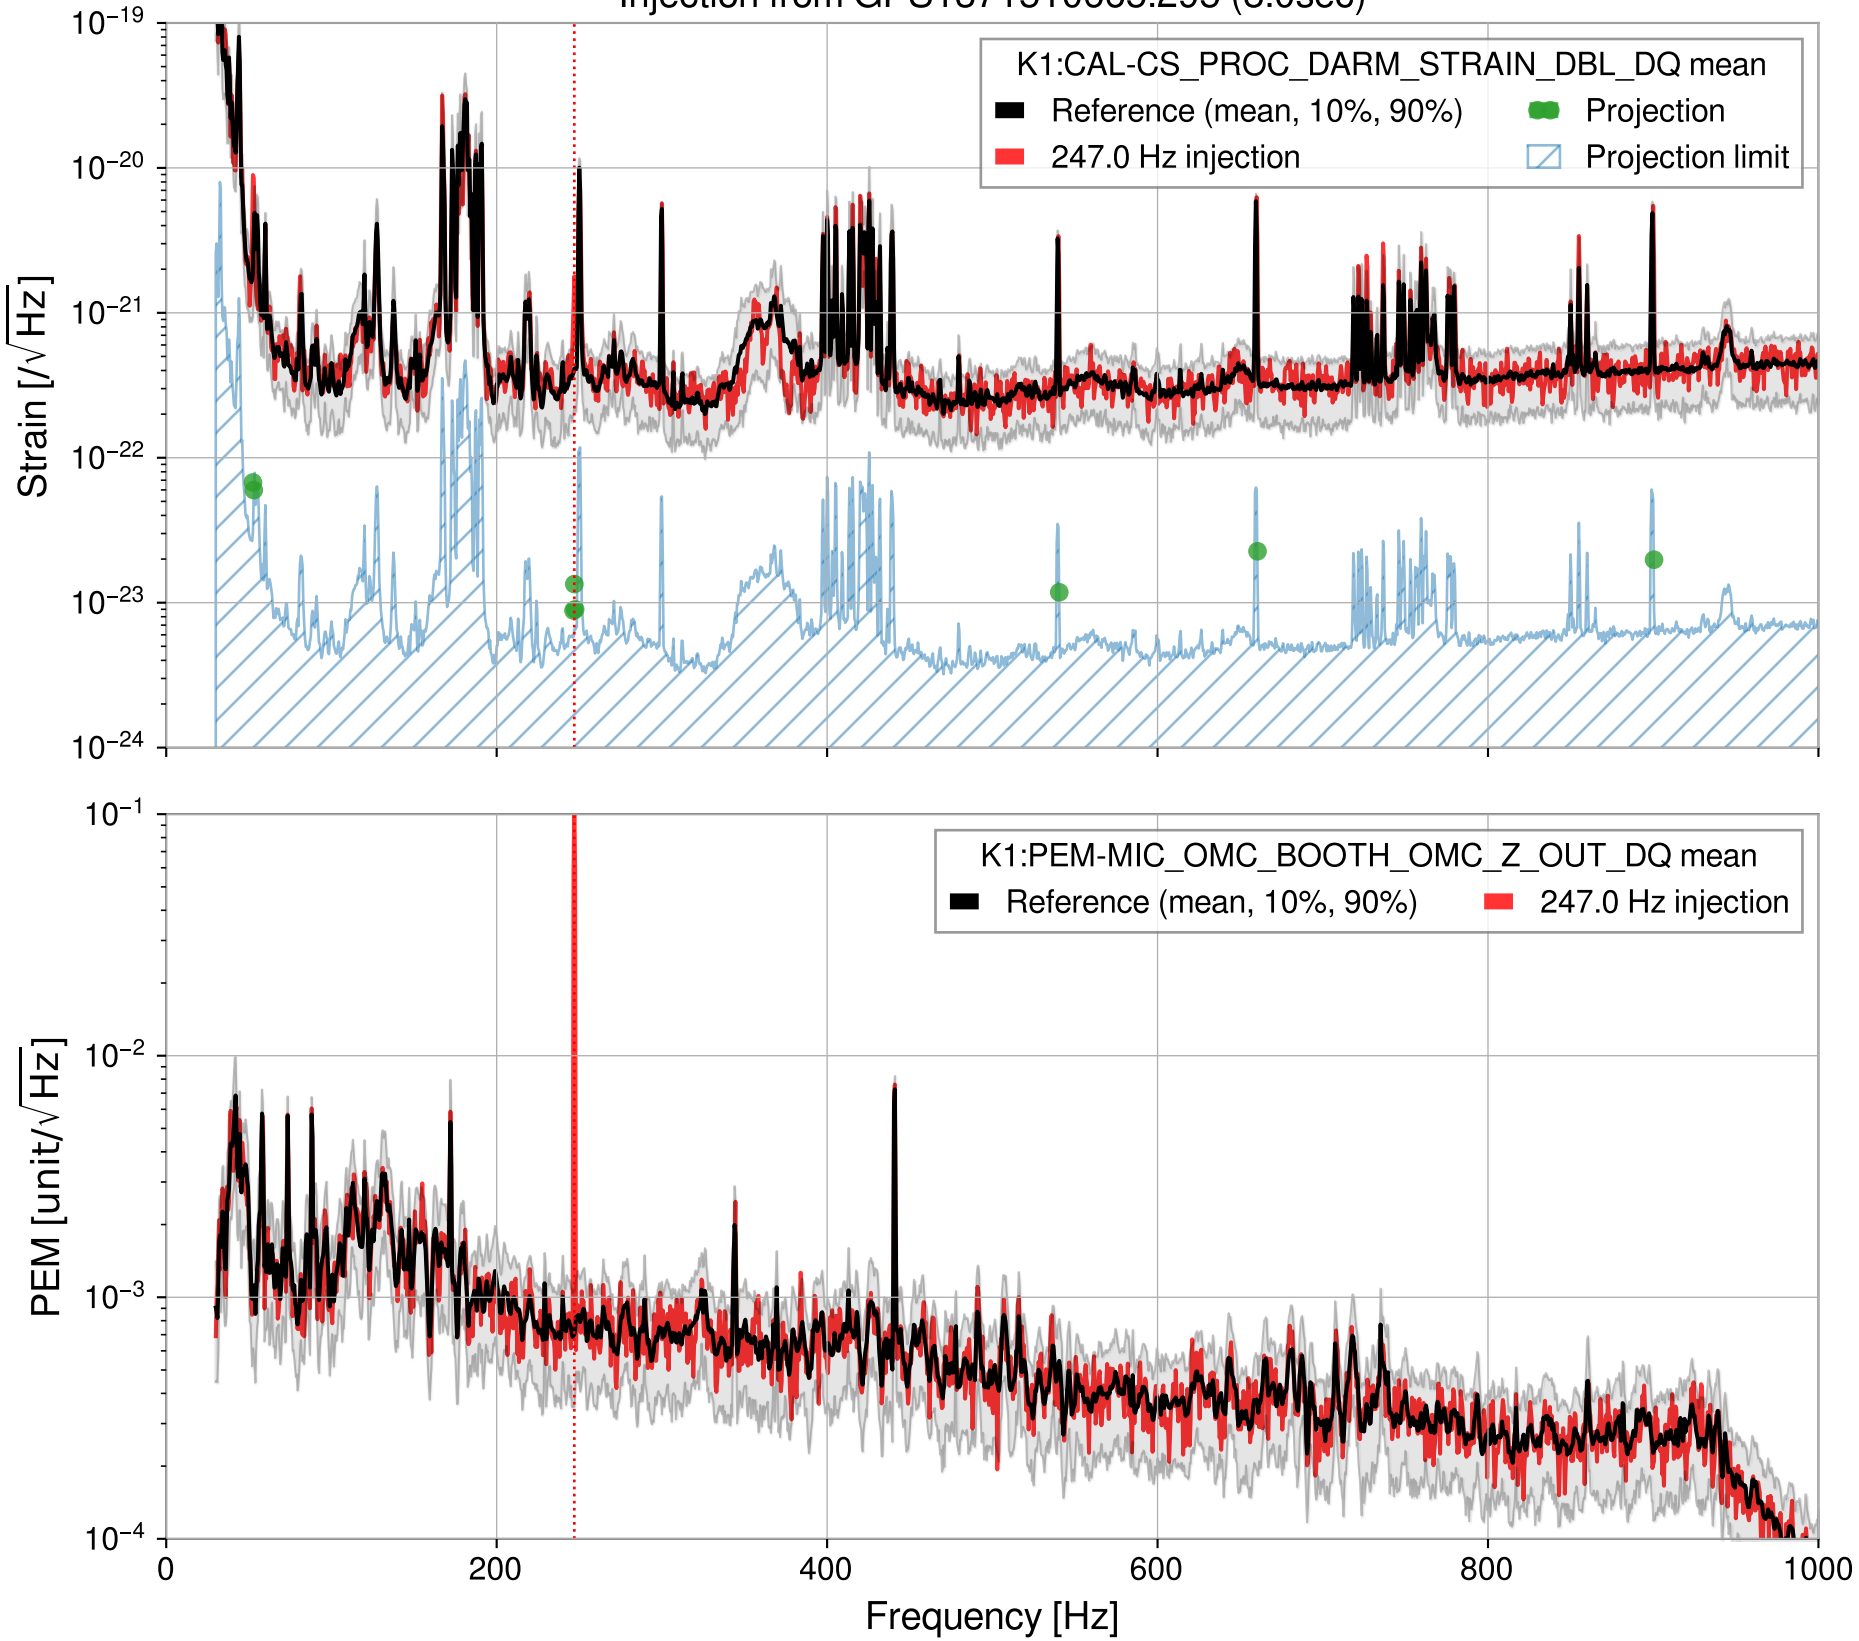 10⁻¹⁹
10⁻²⁰
10⁻²¹
10⁻²²
10⁻²³
10⁻²⁴
Strain [/√Hz]
K1:CAL-CS_PROC_DARM_STRAIN_DBL_DQ mean
Reference (mean, 10%, 90%)
Projection
247.0 Hz injection
Projection limit
10⁻¹
10⁻²
10⁻³
10⁻⁴
PEM [unit/√Hz]
K1:PEM-MIC_OMC_BOOTH_OMC_Z_OUT_DQ mean
Reference (mean, 10%, 90%)
247.0 Hz injection
0 200 400 600 800 1000
Frequency [Hz]